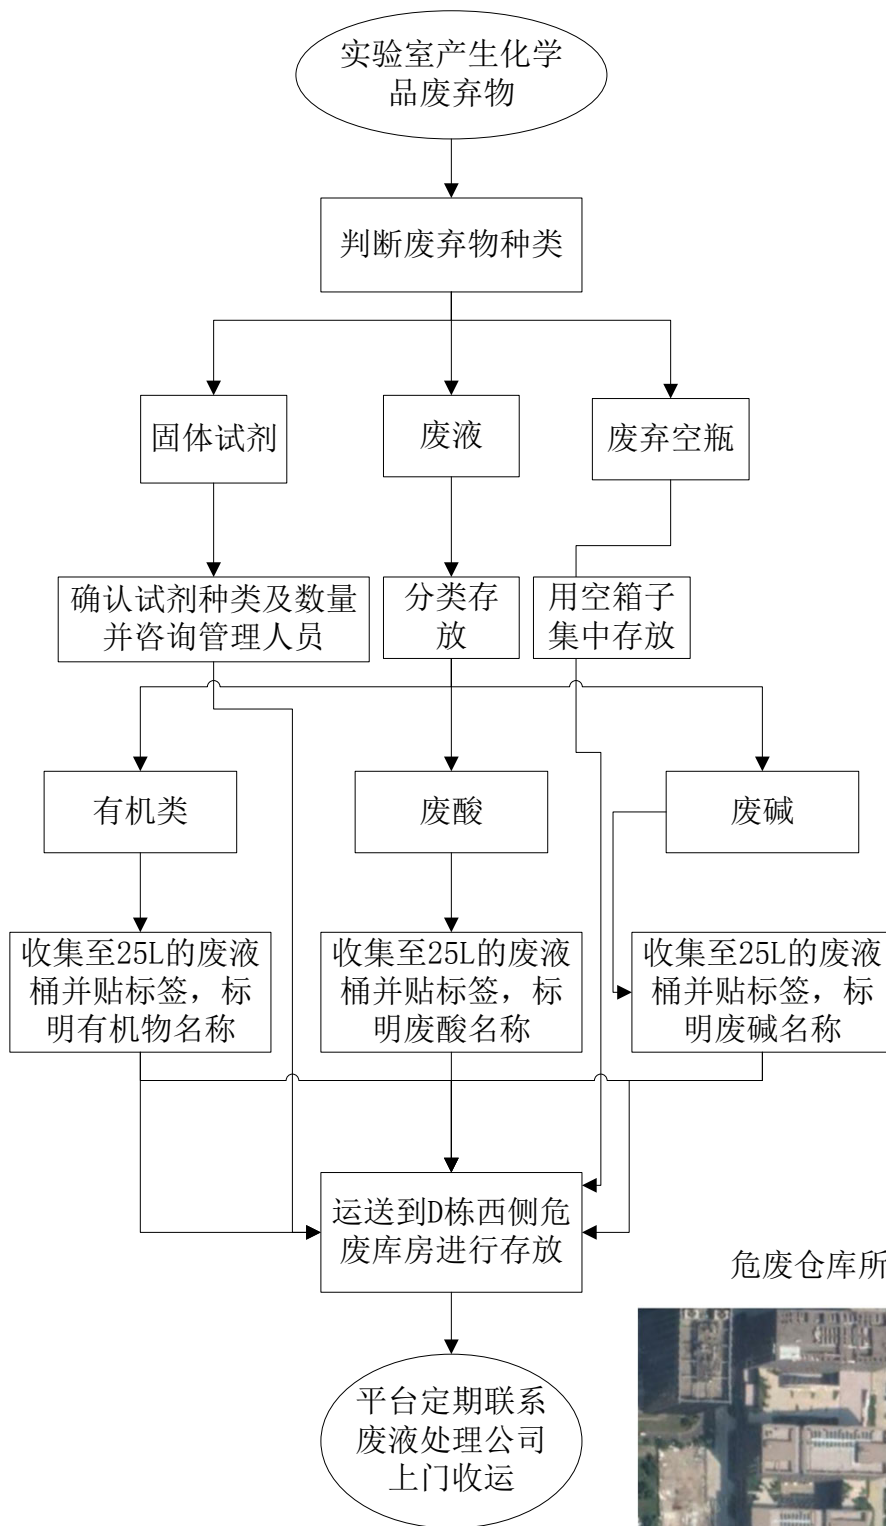 实验室产生化学
品废弃物
判断废弃物种类
固体试剂
废液
废弃空瓶
确认试剂种类及数量
并咨询管理人员
分类存
放
用空箱子
集中存放
有机类
废酸
废碱
收集至25L的废液
桶并贴标签，标
明有机物名称
收集至25L的废液
桶并贴标签，标
明废酸名称
收集至25L的废液
桶并贴标签，标
明废碱名称
运送到D栋西侧危
废库房进行存放
危废仓库所
平台定期联系
废液处理公司
上门收运